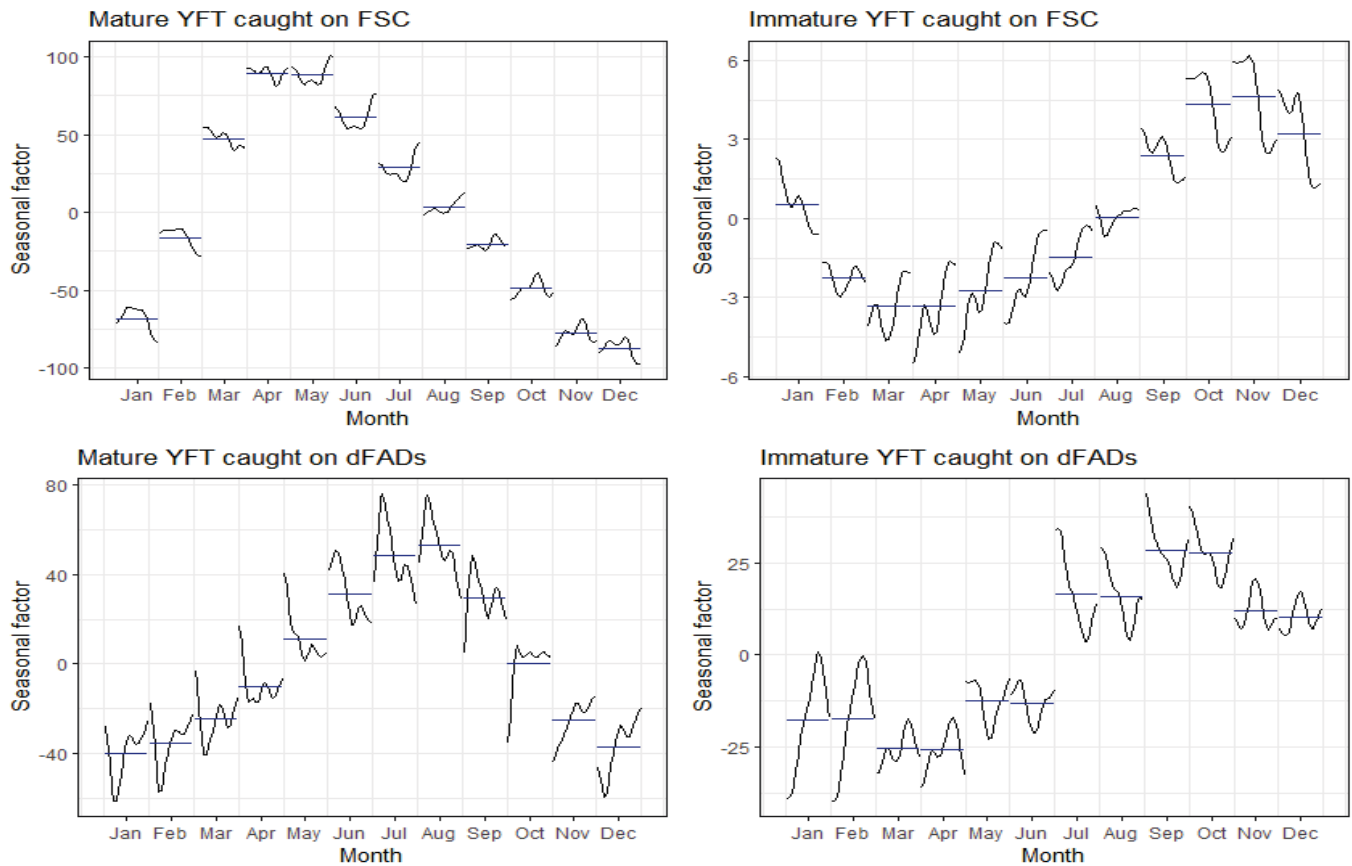 Mature YFT caught on FSC
100
50
0
-50
-100
Seasonal factor
Jan Feb Mar Apr May Jun Jul Aug Sep Oct Nov Dec
Month
Immature YFT caught on FSC
6
3
0
-3
-6
Seasonal factor
Jan Feb Mar Apr May Jun Jul Aug Sep Oct Nov Dec
Month
Mature YFT caught on dFADs
80
40
0
-40
Seasonal factor
Jan Feb Mar Apr May Jun Jul Aug Sep Oct Nov Dec
Month
Immature YFT caught on dFADs
25
0
-25
Seasonal factor
Jan Feb Mar Apr May Jun Jul Aug Sep Oct Nov Dec
Month